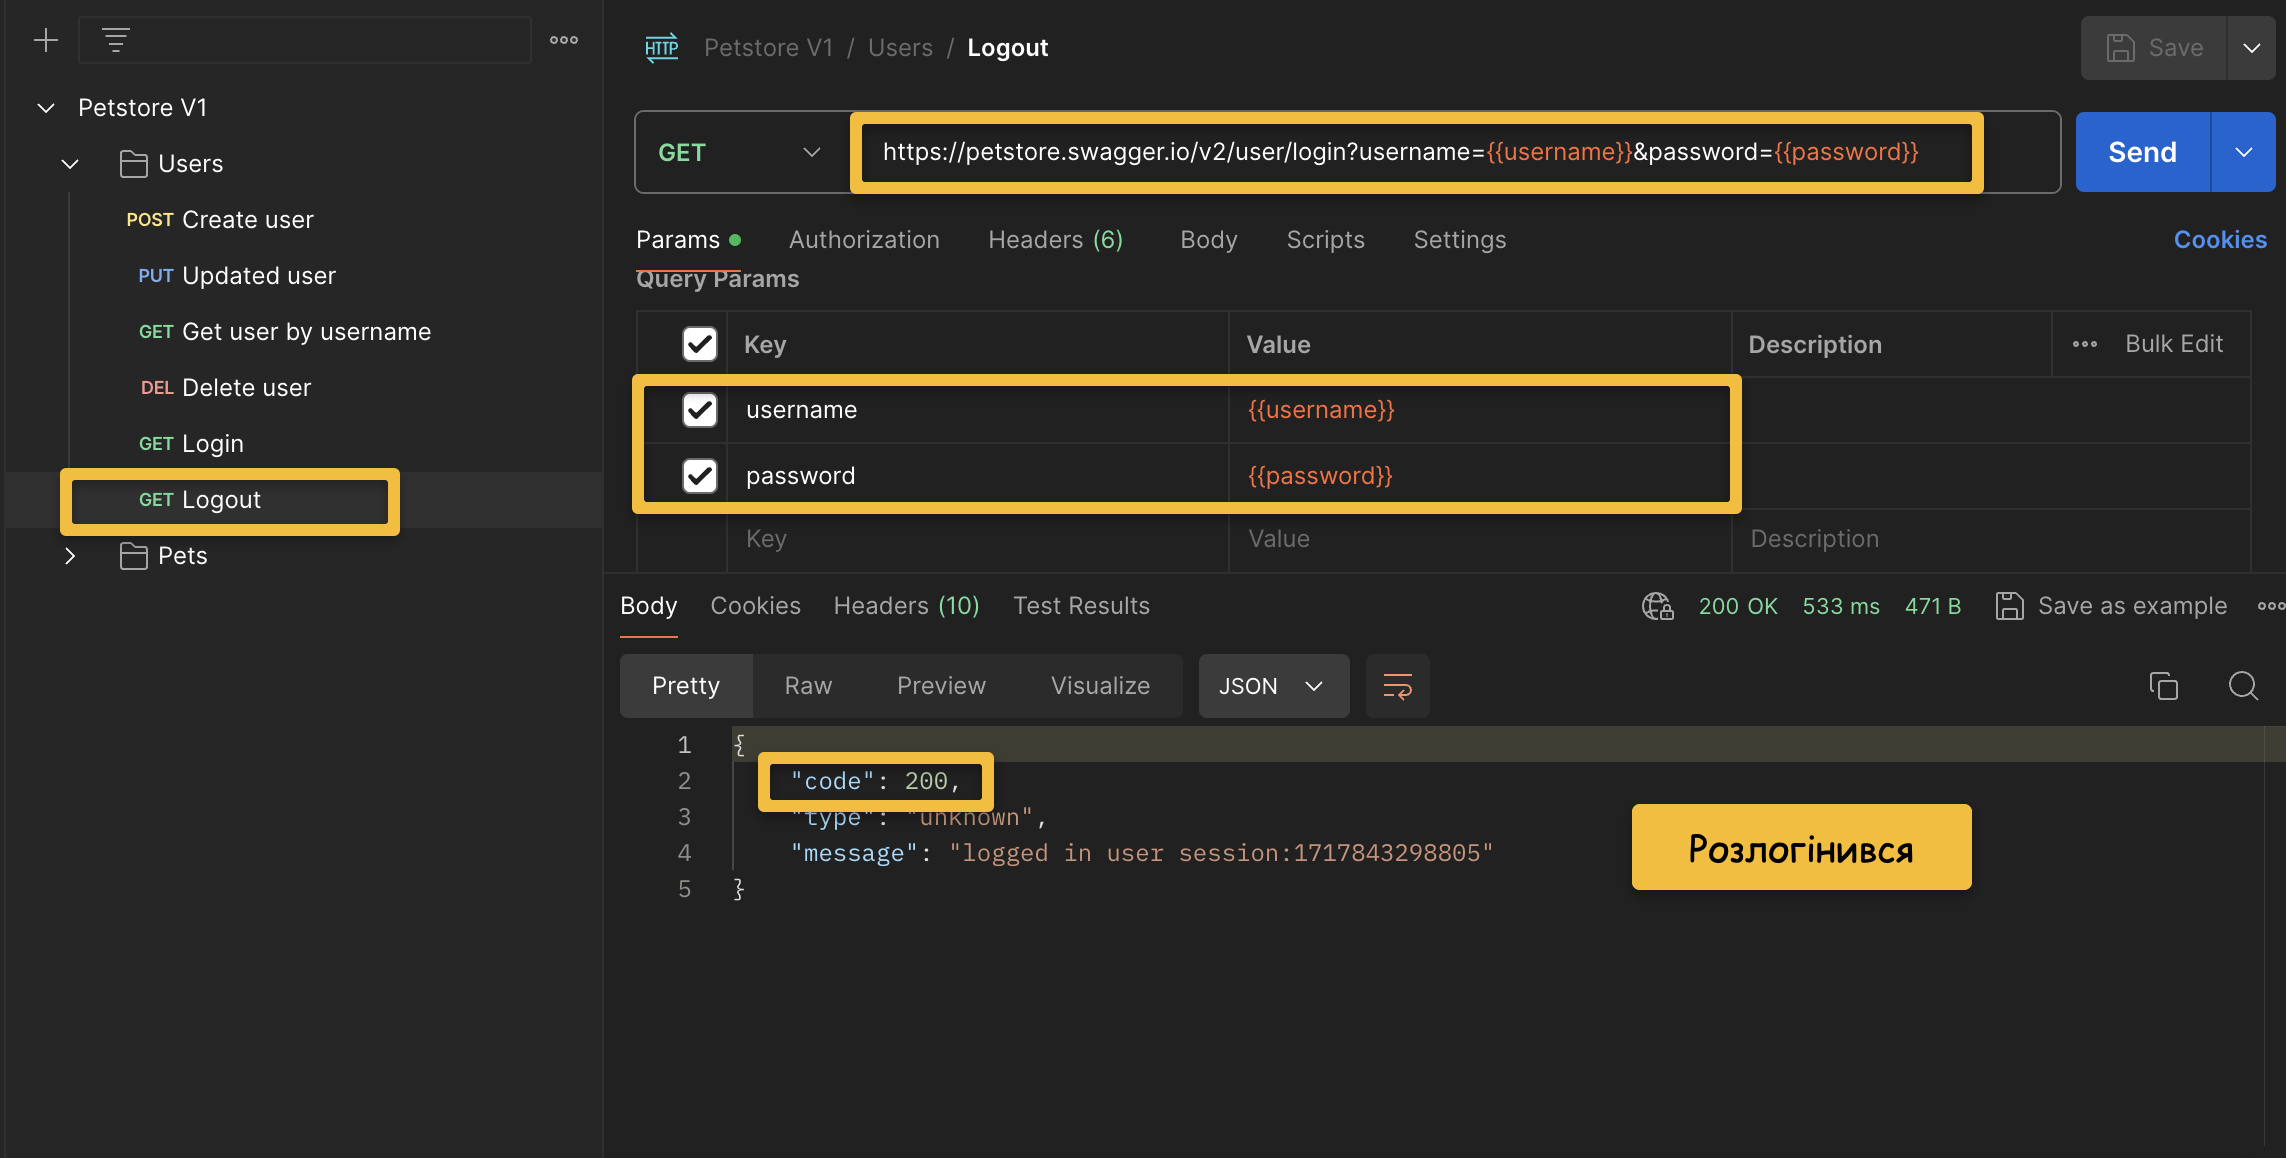 Petstore V1
Users
POST Create user
PUT Updated user
GET Get user by username
DEL Delete user
GET Login
GET Logout
Pets
HTTP Petstore V1 / Users / Logout
Save
GET https://petstore.swagger.io/v2/user/login?username={{username}}&password={{password}}
Send
Params Authorization Headers (6) Body Scripts Settings Cookies
Query Params
Key Value Description Bulk Edit
username {{username}}
password {{password}}
Key Value Description
Body Cookies Headers (10) Test Results 200 OK 533 ms 471 B Save as example
Pretty Raw Preview Visualize JSON
1 {
2 "code": 200,
3 "type": "unknown",
4 "message": "logged in user session:1717843298805"
5 }
Розлогінився